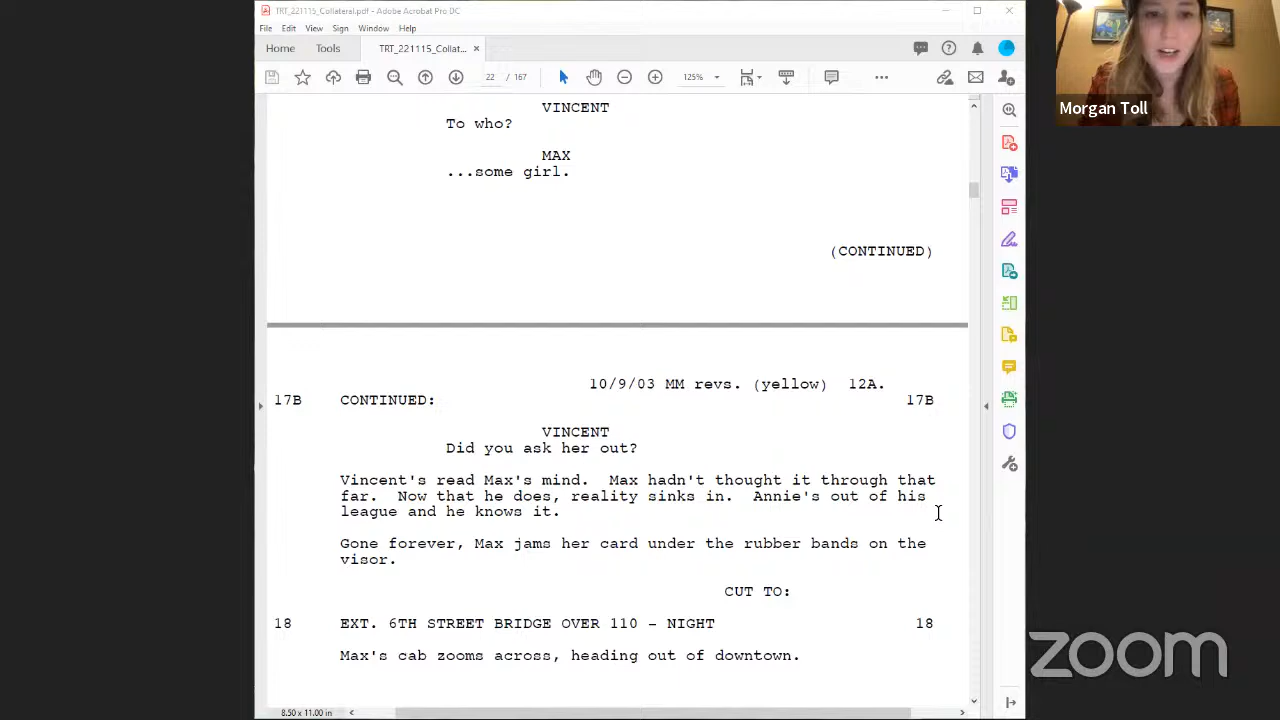 TRT_221115_Collateral.pdf - Adobe Acrobat Pro DC
File Edit View Sign Window Help
Home Tools TRT_221115_Collat... ×
22 / 167 125%
Morgan Toll
VINCENT
To who?
MAX
...some girl.
(CONTINUED)
10/9/03 MM revs. (yellow) 12A.
17B CONTINUED: 17B
VINCENT
Did you ask her out?
Vincent's read Max's mind. Max hadn't thought it through that
far. Now that he does, reality sinks in. Annie's out of his
league and he knows it.
Gone forever, Max jams her card under the rubber bands on the
visor.
CUT TO:
18 EXT. 6TH STREET BRIDGE OVER 110 - NIGHT 18
Max's cab zooms across, heading out of downtown.
zoom
8.50 x 11.00 in